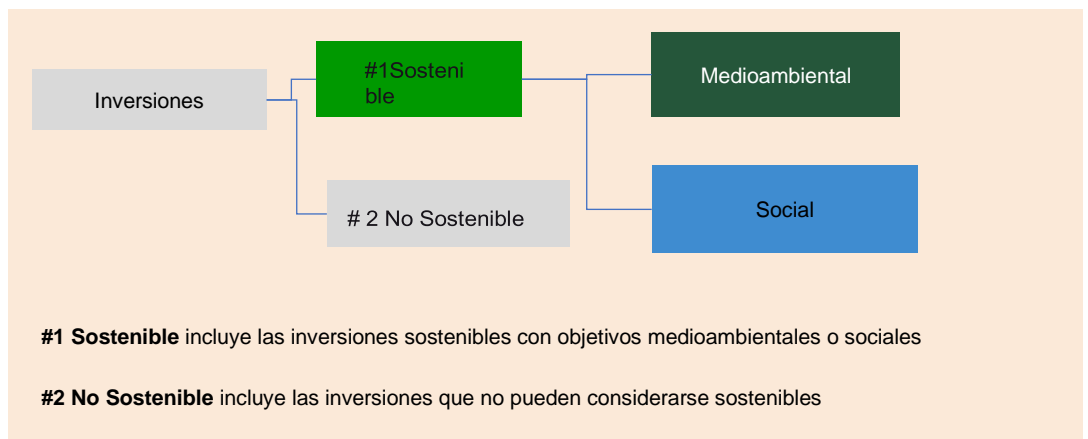 Inversiones
#1Sosteni
ble
Medioambiental
# 2 No Sostenible
Social
#1 Sostenible incluye las inversiones sostenibles con objetivos medioambientales o sociales
#2 No Sostenible incluye las inversiones que no pueden considerarse sostenibles